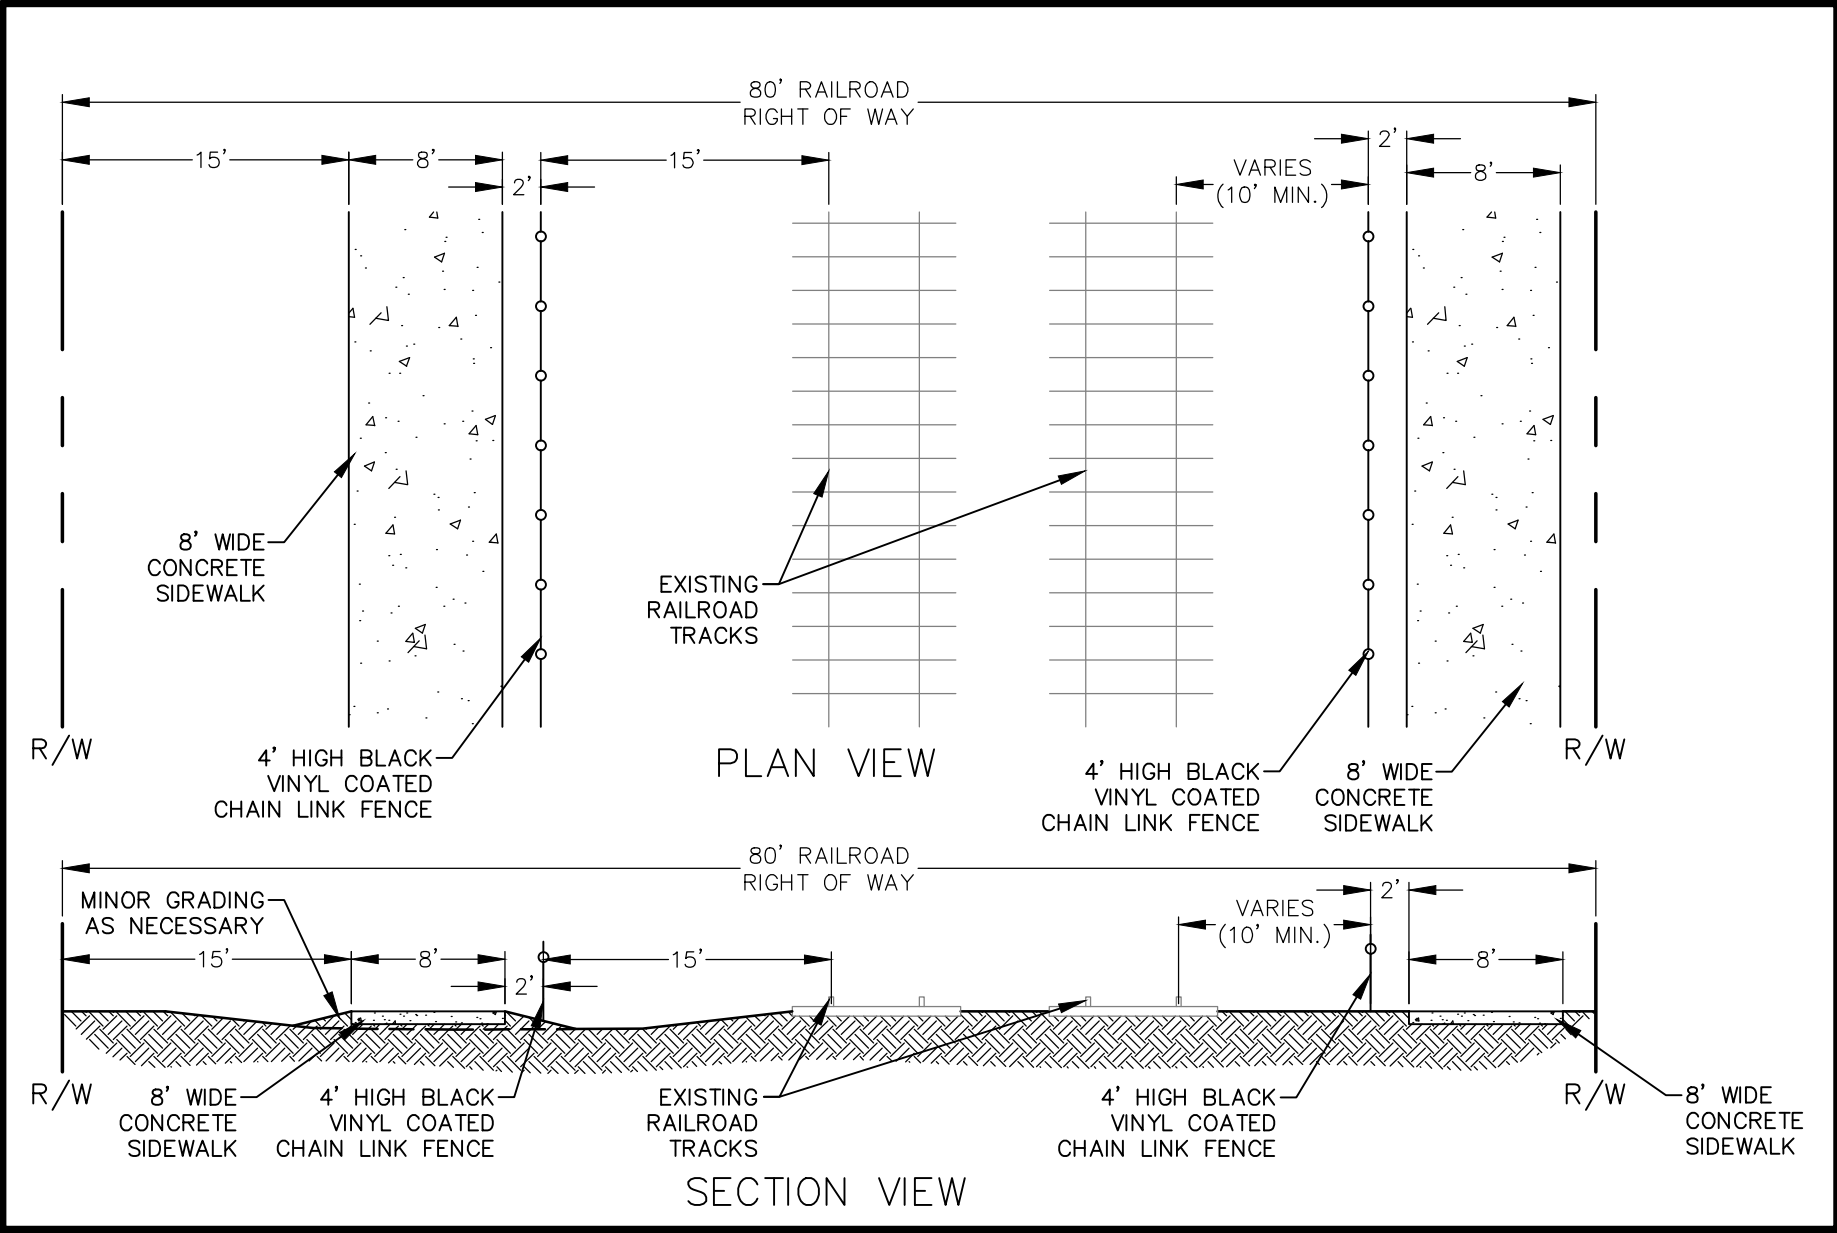 80' RAILROAD
RIGHT OF WAY
15'
8'
2'
15'
VARIES
(10' MIN.)
2'
8'
8' WIDE
CONCRETE
SIDEWALK
EXISTING
RAILROAD
TRACKS
R/W
4' HIGH BLACK
VINYL COATED
CHAIN LINK FENCE
PLAN VIEW
4' HIGH BLACK
VINYL COATED
CHAIN LINK FENCE
8' WIDE
CONCRETE
SIDEWALK
R/W
80' RAILROAD
RIGHT OF WAY
MINOR GRADING
AS NECESSARY
15'
8'
2'
15'
VARIES
(10' MIN.)
2'
8'
R/W
8' WIDE
CONCRETE
SIDEWALK
4' HIGH BLACK
VINYL COATED
CHAIN LINK FENCE
EXISTING
RAILROAD
TRACKS
4' HIGH BLACK
VINYL COATED
CHAIN LINK FENCE
R/W
8' WIDE
CONCRETE
SIDEWALK
SECTION VIEW